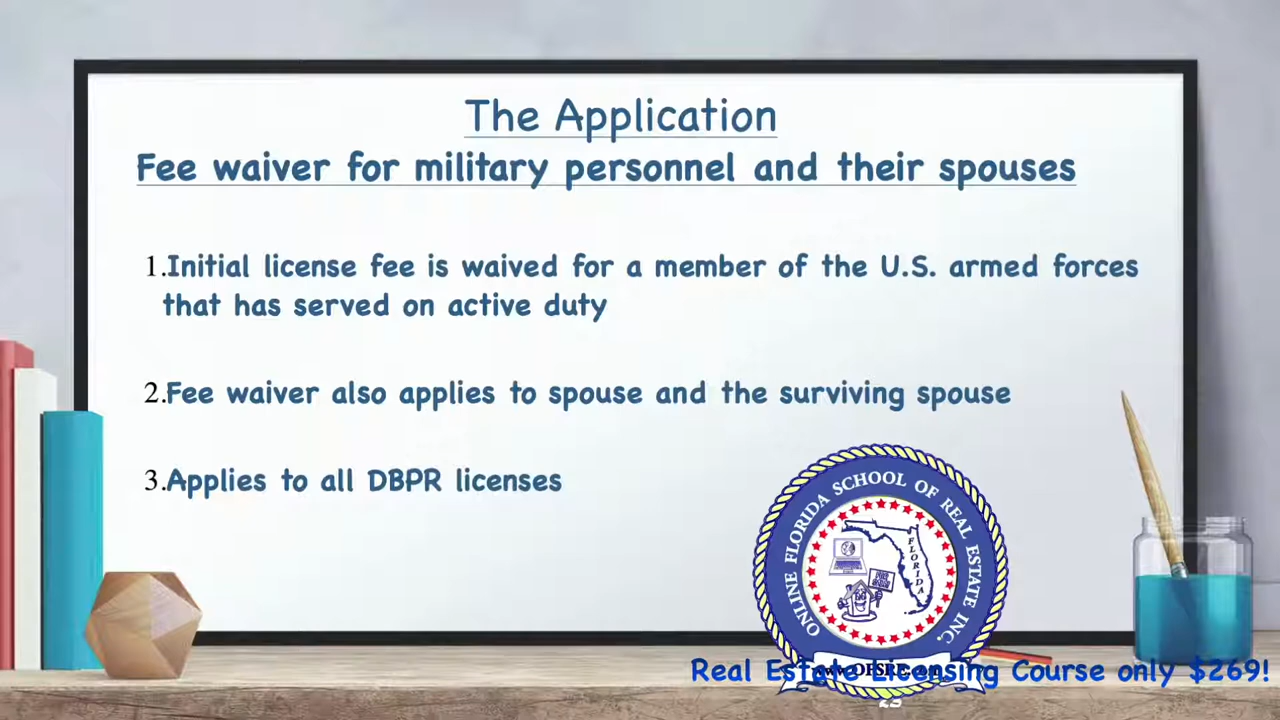 The Application
Fee waiver for military personnel and their spouses
1.Initial license fee is waived for a member of the U.S. armed forces
that has served on active duty
2.Fee waiver also applies to spouse and the surviving spouse
3.Applies to all DBPR licenses
ONLINE FLORIDA SCHOOL OF REAL ESTATE INC.
FLORIDA
Real Estate Licensing Course only $269!